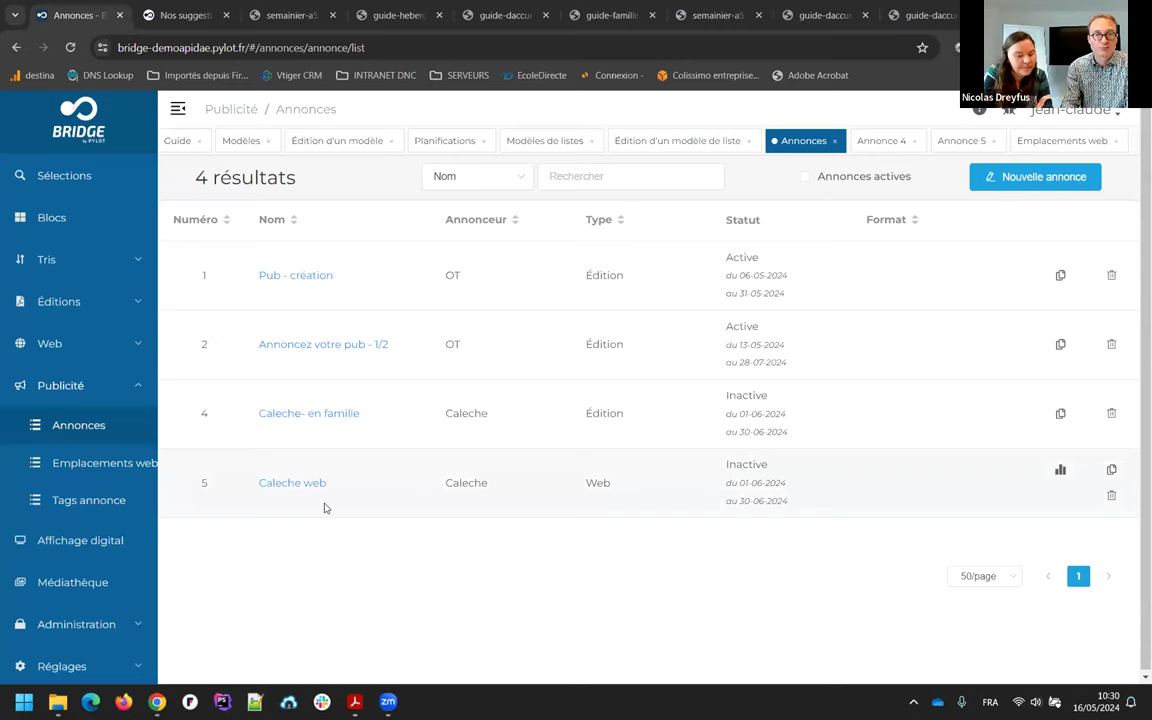 Annonces - B
Nos suggesti
semainier-a5
guide-heberg
guide-daccu
guide-famille
semainier-a5
guide-daccue
guide-daccue
bridge-demoapidae.pylot.fr/#/annonces/annonce/list
destina
DNS Lookup
Importés depuis Fir...
Vtiger CRM
INTRANET DNC
SERVEURS
EcoleDirecte
Connexion -
Colissimo entreprise...
Adobe Acrobat
Nicolas Dreyfus
BRIDGE
by PYLOT
Publicité / Annonces
jean-claude
Guide
Modèles
Édition d'un modèle
Planifications
Modèles de listes
Édition d'un modèle de liste
Annonces
Annonce 4
Annonce 5
Emplacements web
Sélections
Blocs
Tris
Éditions
Web
Publicité
Annonces
Emplacements web
Tags annonce
Affichage digital
Médiathèque
Administration
Réglages
4 résultats
Nom
Rechercher
Annonces actives
Nouvelle annonce
Numéro Nom Annonceur Type Statut Format
1 Pub - création OT Édition Active
du 06-05-2024
au 31-05-2024
2 Annoncez votre pub - 1/2 OT Édition Active
du 13-05-2024
au 28-07-2024
4 Caleche- en famille Caleche Édition Inactive
du 01-06-2024
au 30-06-2024
5 Caleche web Caleche Web Inactive
du 01-06-2024
au 30-06-2024
50/page
1
FRA
10:30
16/05/2024